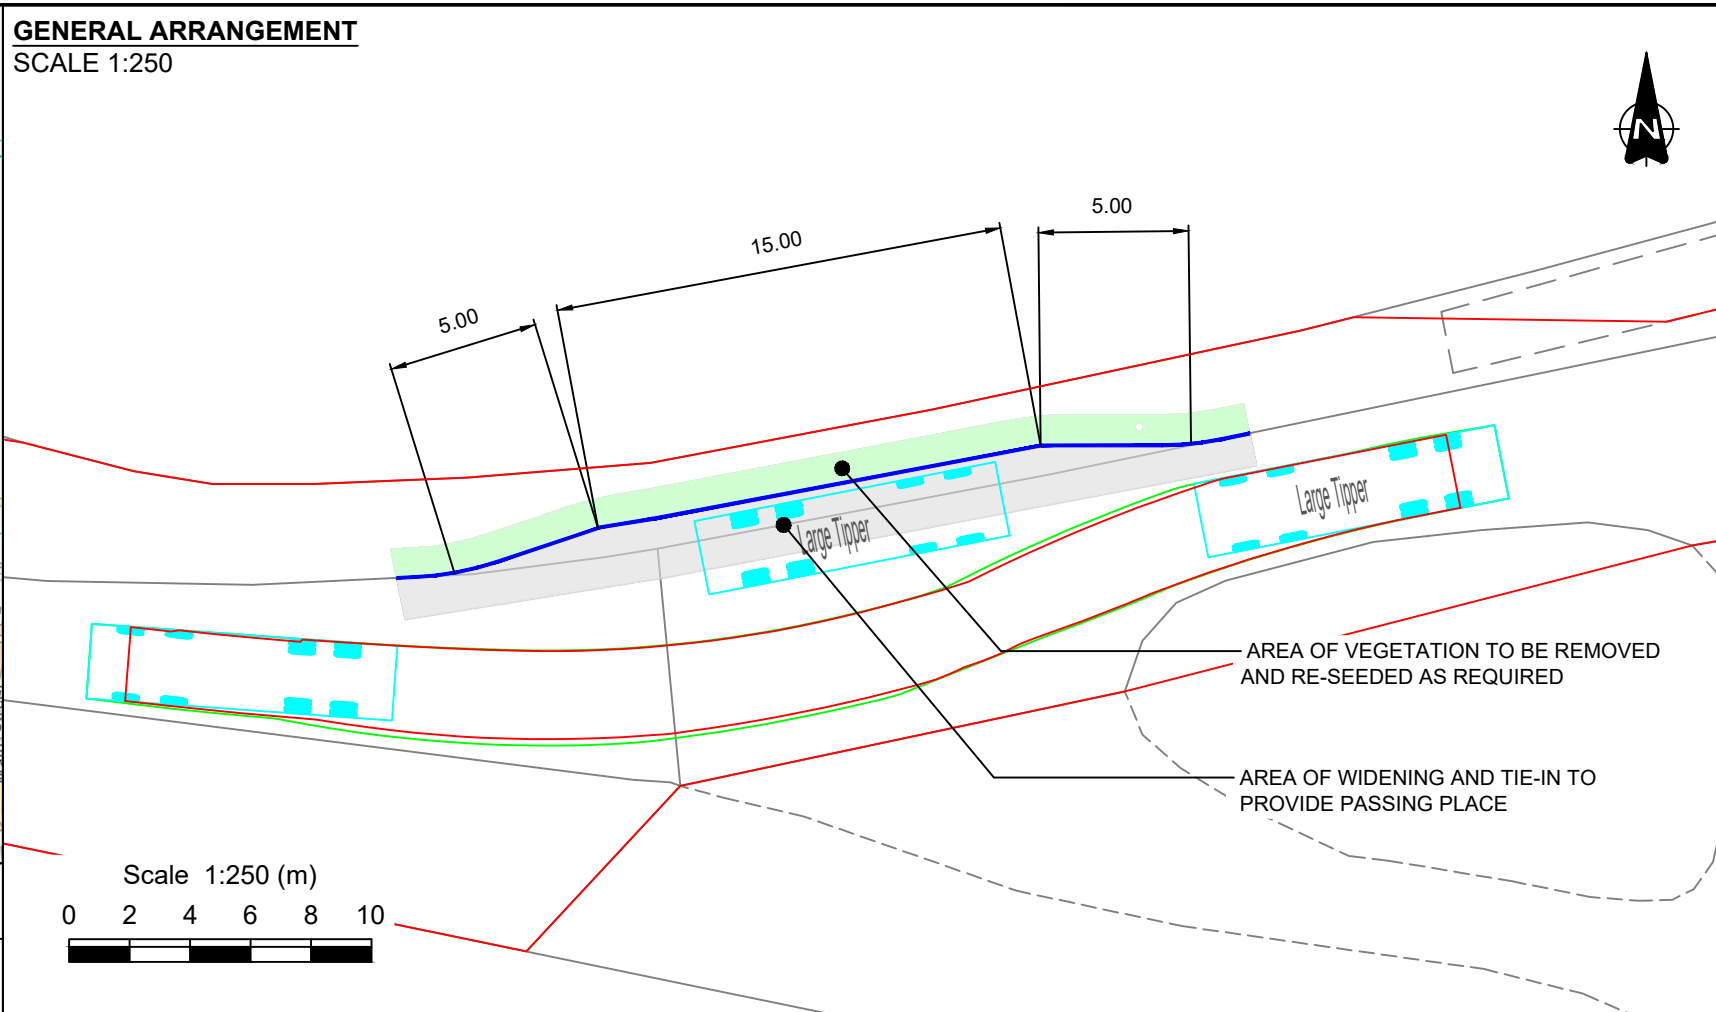 GENERAL ARRANGEMENT
SCALE 1:250
N
5.00
15.00
5.00
Large Tipper
Large Tipper
AREA OF VEGETATION TO BE REMOVED
AND RE-SEEDED AS REQUIRED
AREA OF WIDENING AND TIE-IN TO
PROVIDE PASSING PLACE
Scale 1:250 (m)
0 2 4 6 8 10